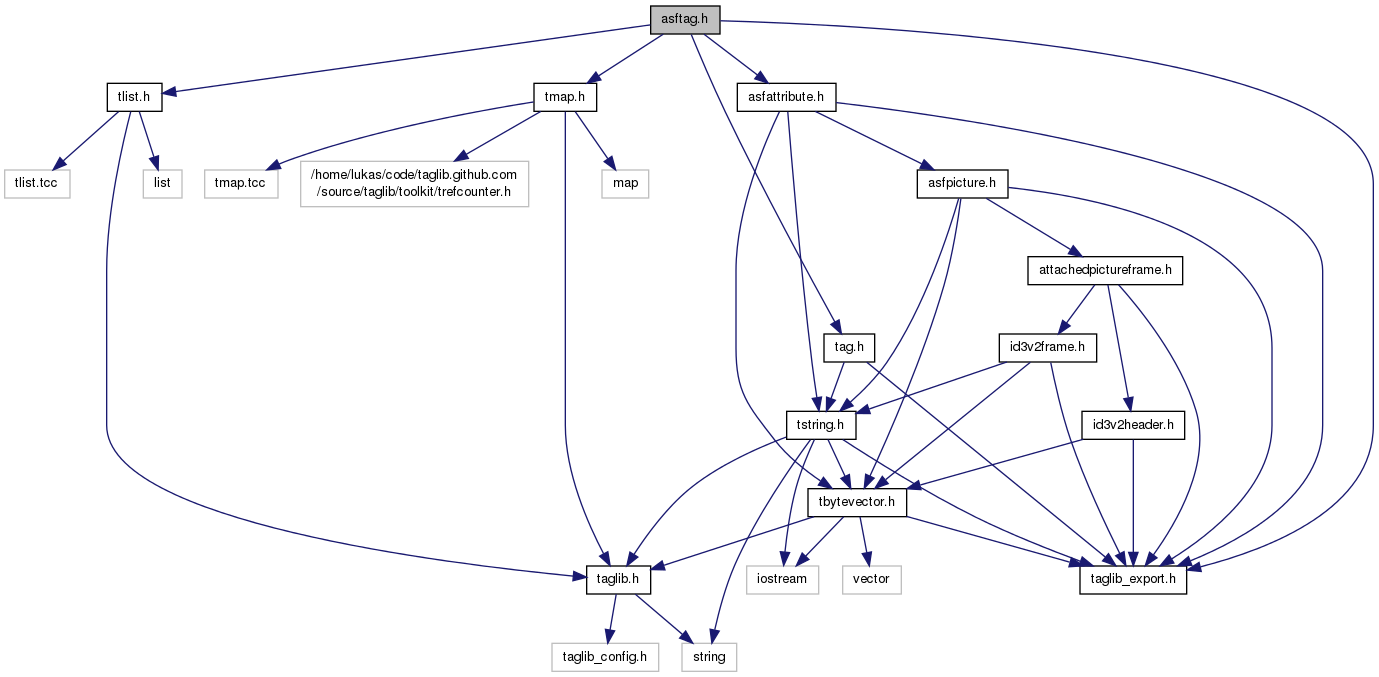 asftag.h
tlist.h
tmap.h
asfattribute.h
tlist.tcc
list
tmap.tcc
/home/lukas/code/taglib.github.com
/source/taglib/toolkit/trefcounter.h
map
asfpicture.h
attachedpictureframe.h
tag.h
id3v2frame.h
tstring.h
id3v2header.h
tbytevector.h
taglib.h
iostream
vector
taglib_export.h
taglib_config.h
string